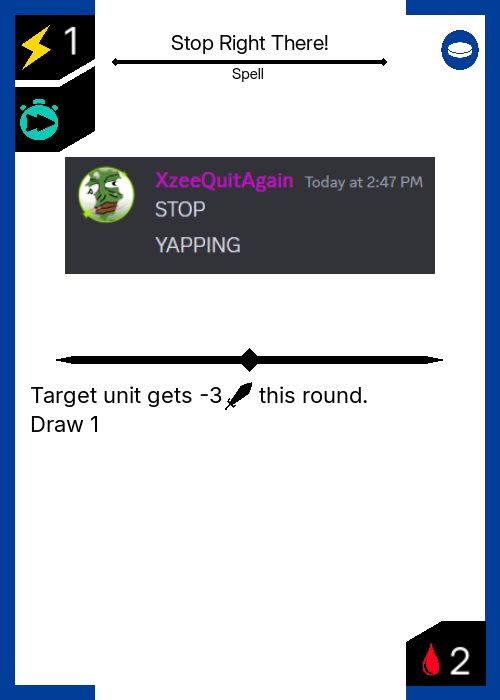 1
Stop Right There!
Spell
XzeeQuitAgain Today at 2:47 PM
STOP
YAPPING
Target unit gets -3 this round.
Draw 1
2